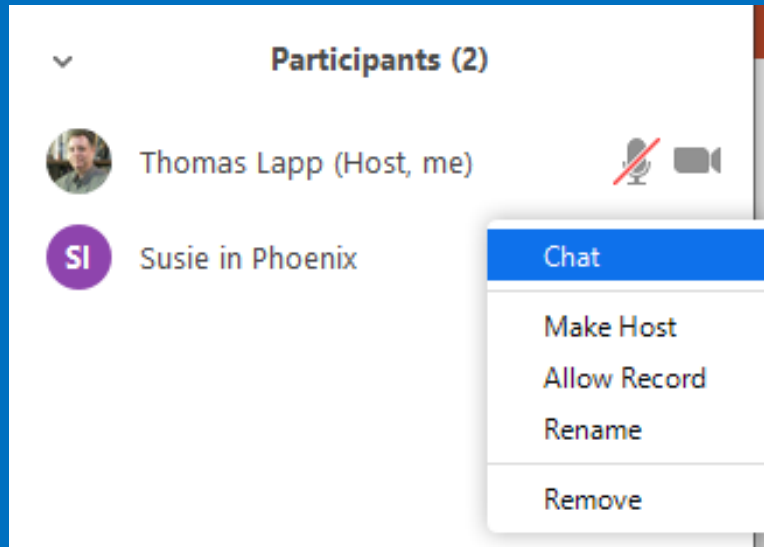 Participants (2)
Thomas Lapp (Host, me)
SI Susie in Phoenix
Chat
Make Host
Allow Record
Rename
Remove